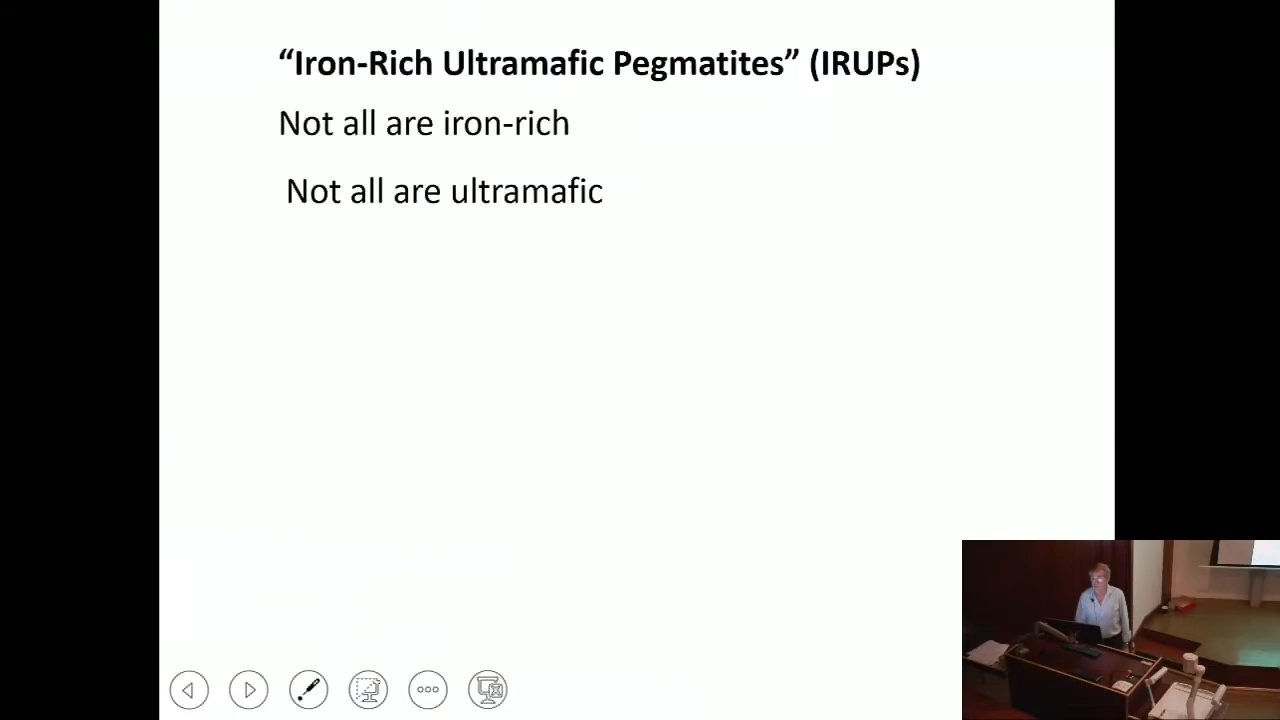 “Iron-Rich Ultramafic Pegmatites” (IRUPs)
Not all are iron-rich
Not all are ultramafic